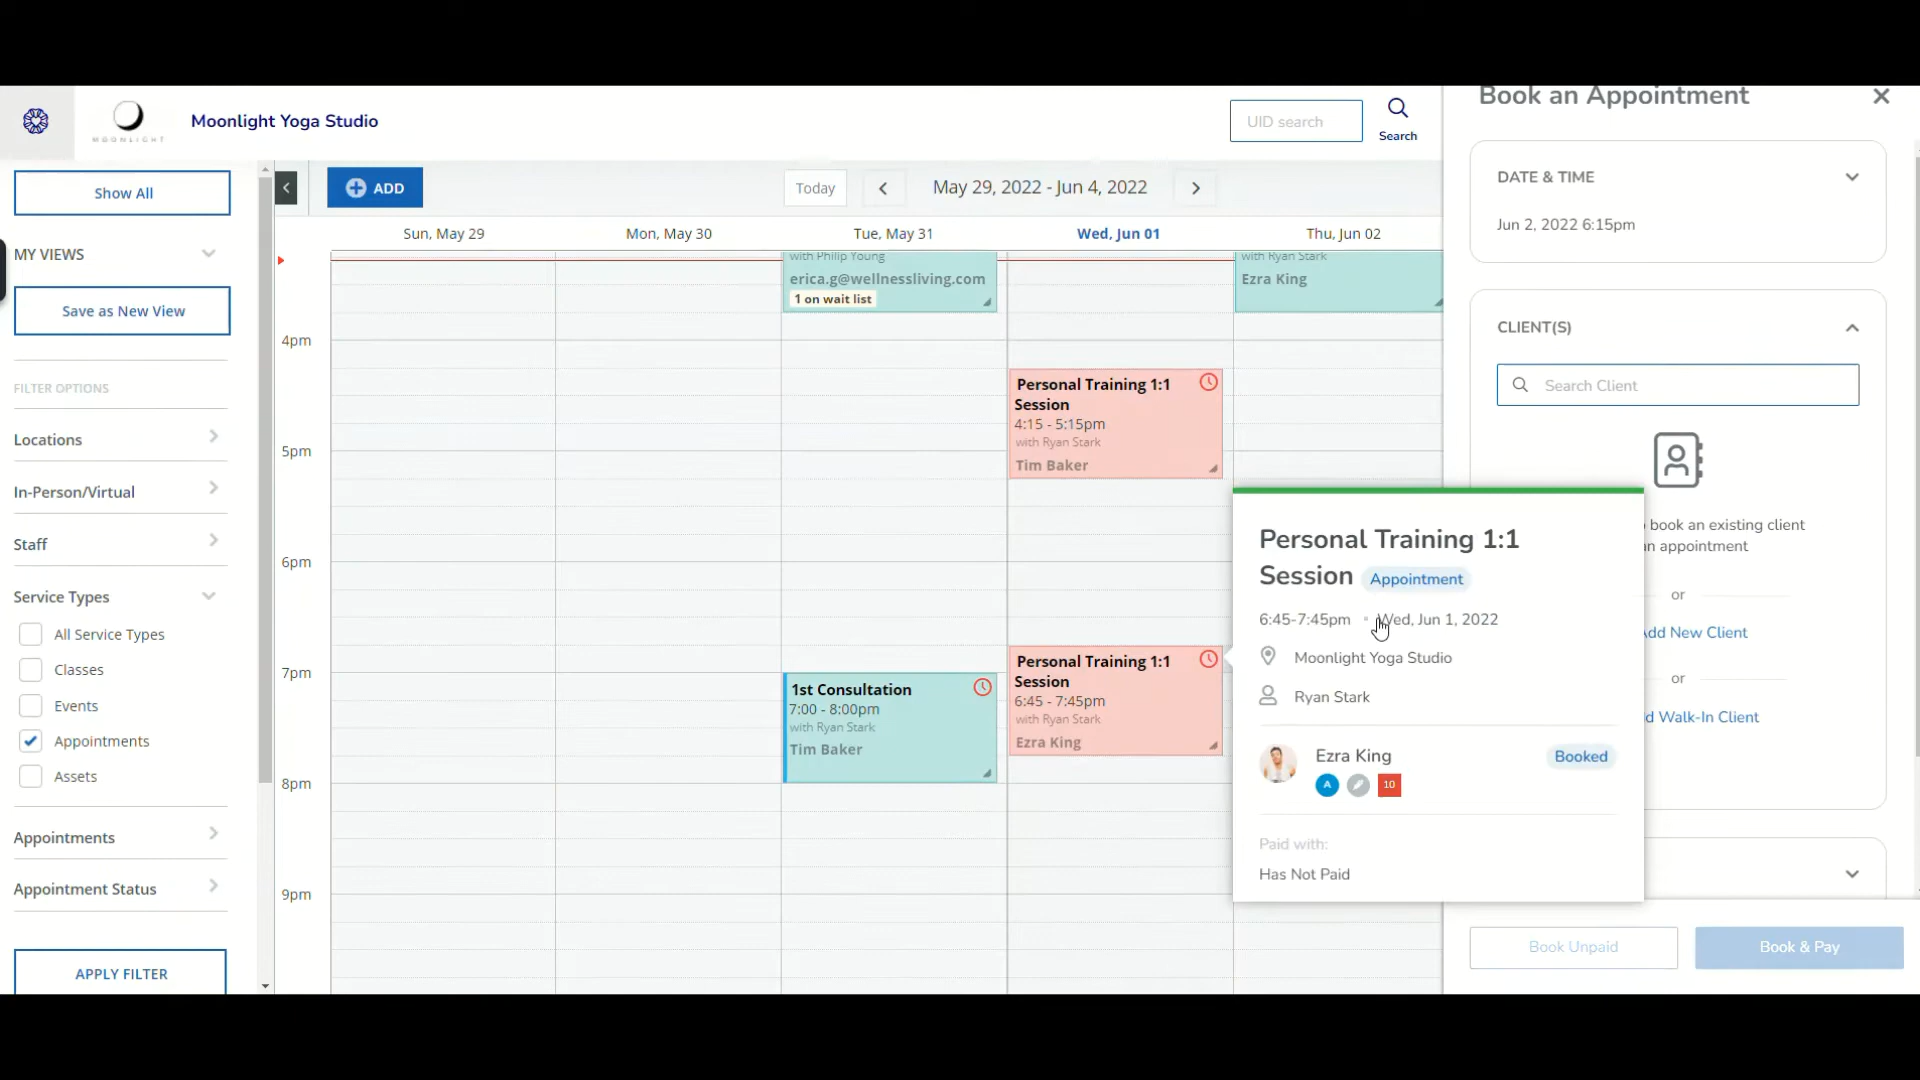 MOONLIGHT
Moonlight Yoga Studio
UID search
Search
Show All
MY VIEWS
Save as New View
FILTER OPTIONS
Locations
In-Person/Virtual
Staff
Service Types
All Service Types
Classes
Events
Appointments
Assets
Appointments
Appointment Status
APPLY FILTER
ADD
Today
May 29, 2022 - Jun 4, 2022
Sun, May 29
Mon, May 30
Tue, May 31
Wed, Jun 01
Thu, Jun 02
4pm
5pm
6pm
7pm
8pm
9pm
with Philip Young
erica.g@wellnessliving.com
1 on wait list
1st Consultation
7:00 - 8:00pm
with Ryan Stark
Tim Baker
Personal Training 1:1
Session
4:15 - 5:15pm
with Ryan Stark
Tim Baker
Personal Training 1:1
Session
6:45 - 7:45pm
with Ryan Stark
Ezra King
with Ryan Stark
Ezra King
Personal Training 1:1
Session Appointment
6:45-7:45pm Wed, Jun 1, 2022
Moonlight Yoga Studio
Ryan Stark
Ezra King
Booked
A
10
Paid with:
Has Not Paid
Book an Appointment
DATE & TIME
Jun 2, 2022 6:15pm
CLIENT(S)
Search Client
book an existing client
appointment
or
New Client
or
Walk-In Client
Book Unpaid
Book & Pay